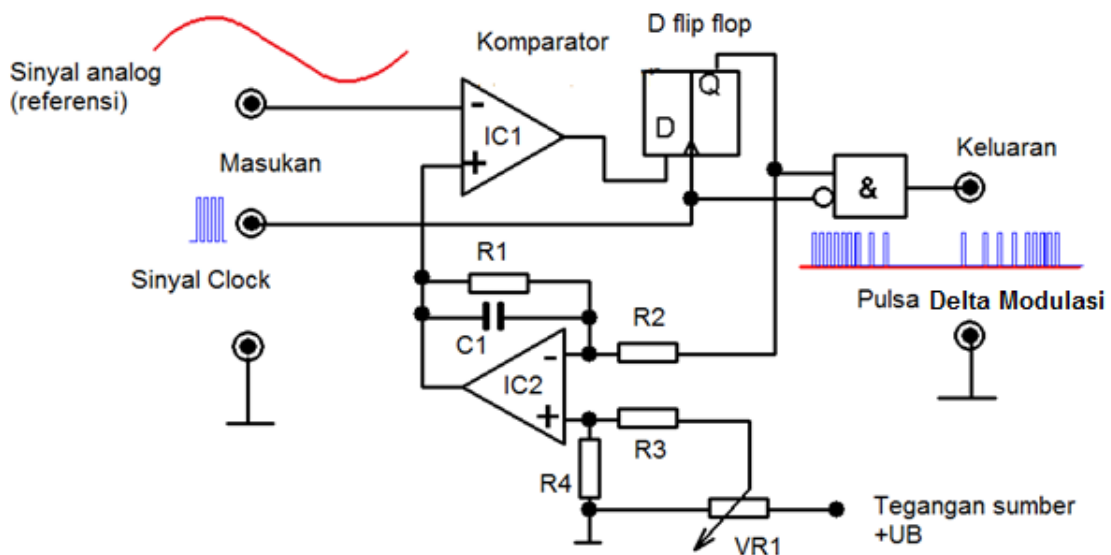 D flip flop
Komparator
Sinyal analog
(referensi)
-
IC1
+
Q
D
Masukan
&
Keluaran
Sinyal Clock
R1
C1
Pulsa Delta Modulasi
R2
-
IC2
+
R3
R4
VR1
Tegangan sumber
+UB